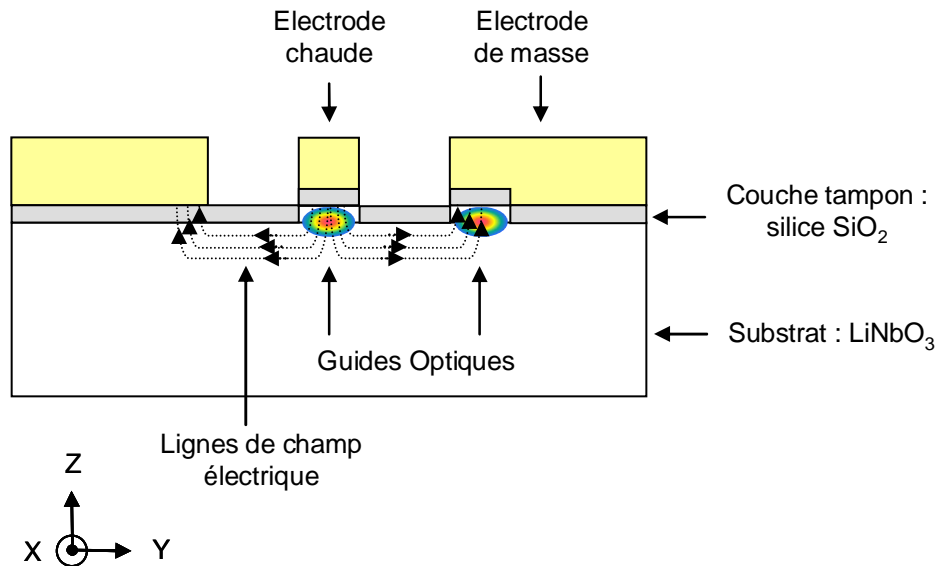 Electrode
chaude
Electrode
de masse
Couche tampon :
silice SiO₂
Substrat : LiNbO₃
Guides Optiques
Lignes de champ
électrique
Z
X
Y